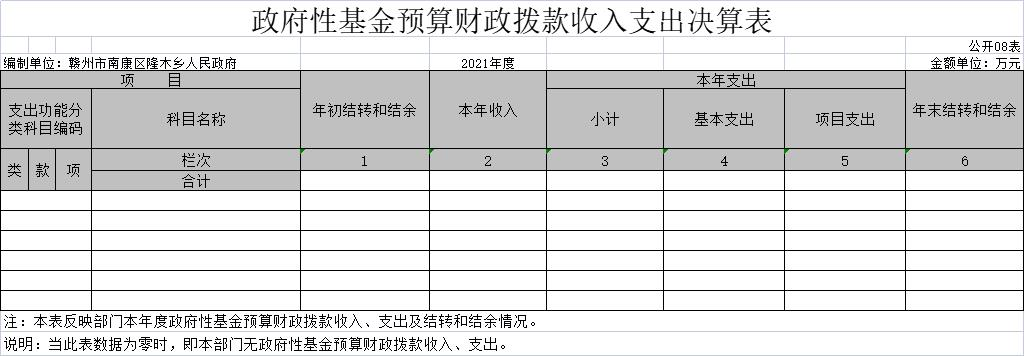 政府性基金预算财政拨款收入支出决算表
公开08表
编制单位：赣州市南康区隆木乡人民政府 2021年度 金额单位：万元
项 目 年初结转和结余 本年收入 本年支出 年末结转和结余
支出功能分类科目编码 科目名称 小计 基本支出 项目支出
类 款 项 栏次 1 2 3 4 5 6
合计
注：本表反映部门本年度政府性基金预算财政拨款收入、支出及结转和结余情况。
说明：当此表数据为零时，即本部门无政府性基金预算财政拨款收入、支出。